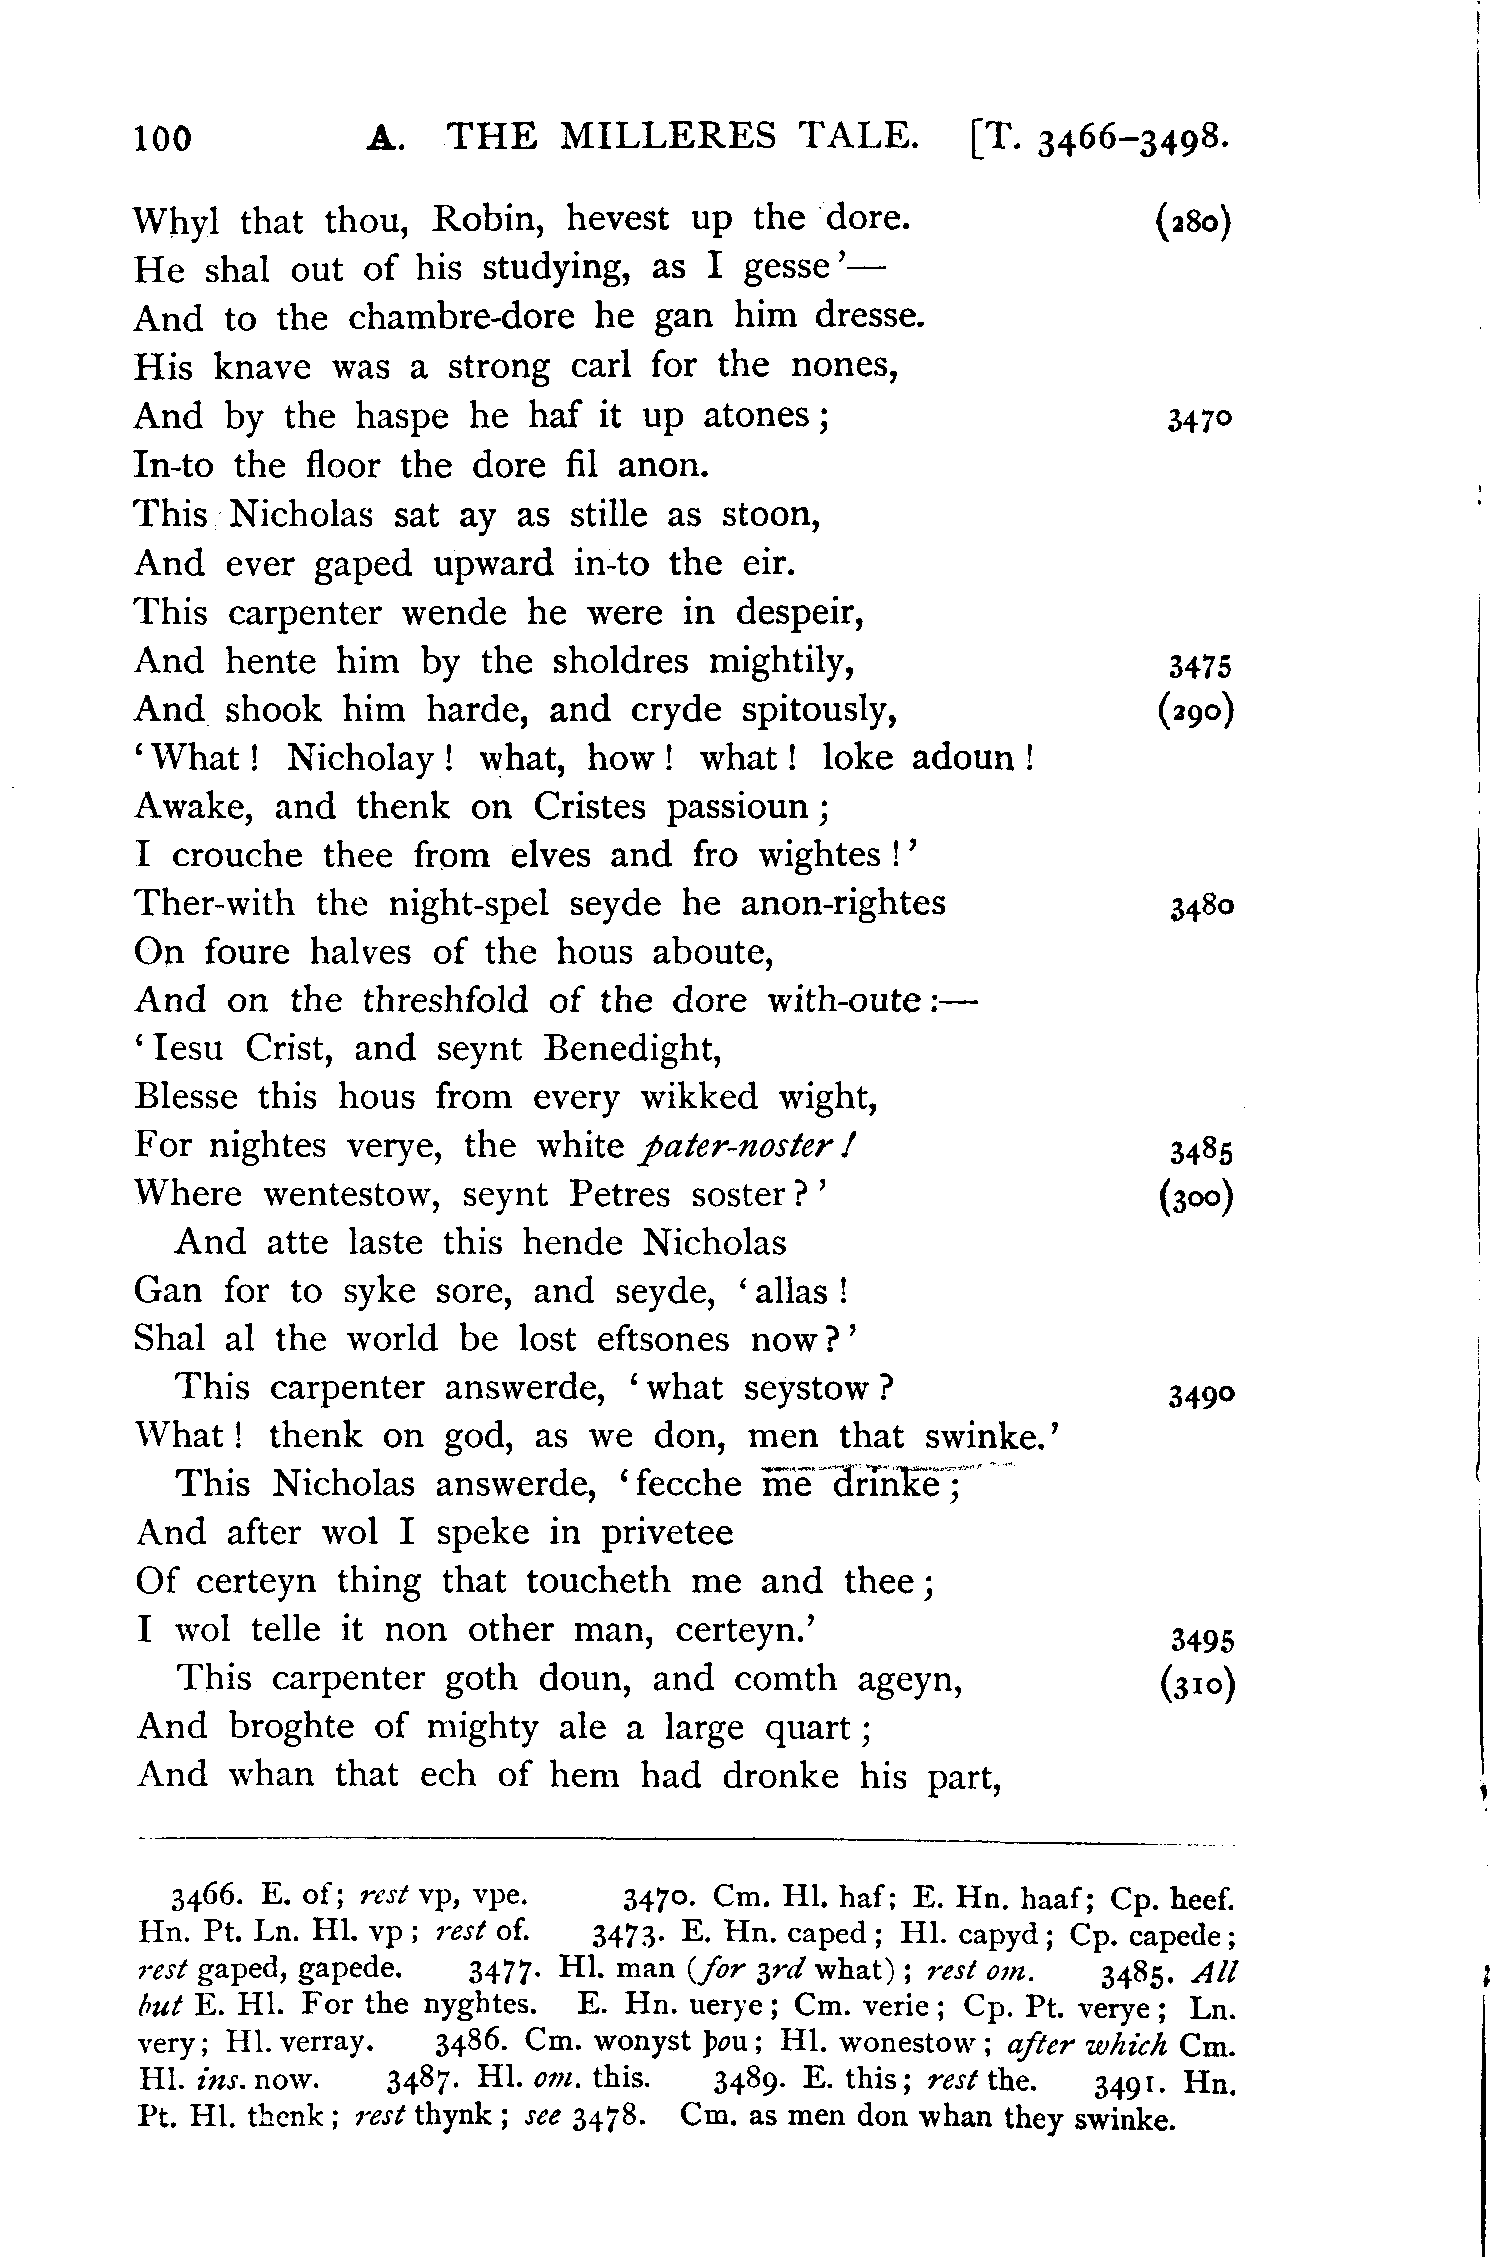 100 A. THE MILLERES TALE. [T. 3466–3498.
Whyl that thou, Robin, hevest up the dore. (280)
He shal out of his studying, as I gesse’—
And to the chambre-dore he gan him dresse.
His knave was a strong carl for the nones,
And by the haspe he haf it up atones; 3470
In-to the floor the dore fil anon.
This Nicholas sat ay as stille as stoon,
And ever gaped upward in-to the eir.
This carpenter wende he were in despeir,
And hente him by the sholdres mightily, 3475
And shook him harde, and cryde spitously, (290)
‘What! Nicholay! what, how! what! loke adoun!
Awake, and thenk on Cristes passioun;
I crouche thee from elves and fro wightes!’
Ther-with the night-spel seyde he anon-rightes 3480
On foure halves of the hous aboute,
And on the threshfold of the dore with-oute:—
‘Iesu Crist, and seynt Benedight,
Blesse this hous from every wikked wight,
For nightes verye, the white pater-noster! 3485
Where wentestow, seynt Petres soster?’ (300)
And atte laste this hende Nicholas
Gan for to syke sore, and seyde, ‘allas!
Shal al the world be lost eftsones now?’
This carpenter answerde, ‘what seystow? 3490
What! thenk on god, as we don, men that swinke.’
This Nicholas answerde, ‘fecche me drinke;
And after wol I speke in privetee
Of certeyn thing that toucheth me and thee;
I wol telle it non other man, certeyn.’ 3495
This carpenter goth doun, and comth ageyn, (310)
And broghte of mighty ale a large quart;
And whan that ech of hem had dronke his part,
3466. E. of; rest vp, vpe. 3470. Cm. Hl. haf; E. Hn. haaf; Cp. heef.
Hn. Pt. Ln. Hl. vp; rest of. 3473. E. Hn. caped; Hl. capyd; Cp. capede;
rest gaped, gapede. 3477. Hl. man (for 3rd what); rest om. 3485. All
but E. Hl. For the nyghtes. E. Hn. uerye; Cm. verie; Cp. Pt. verye; Ln.
very; Hl. verray. 3486. Cm. wonyst þou; Hl. wonestow; after which Cm.
Hl. ins. now. 3487. Hl. om. this. 3489. E. this; rest the. 3491. Hn.
Pt. Hl. thenk; rest thynk; see 3478. Cm. as men don whan they swinke.